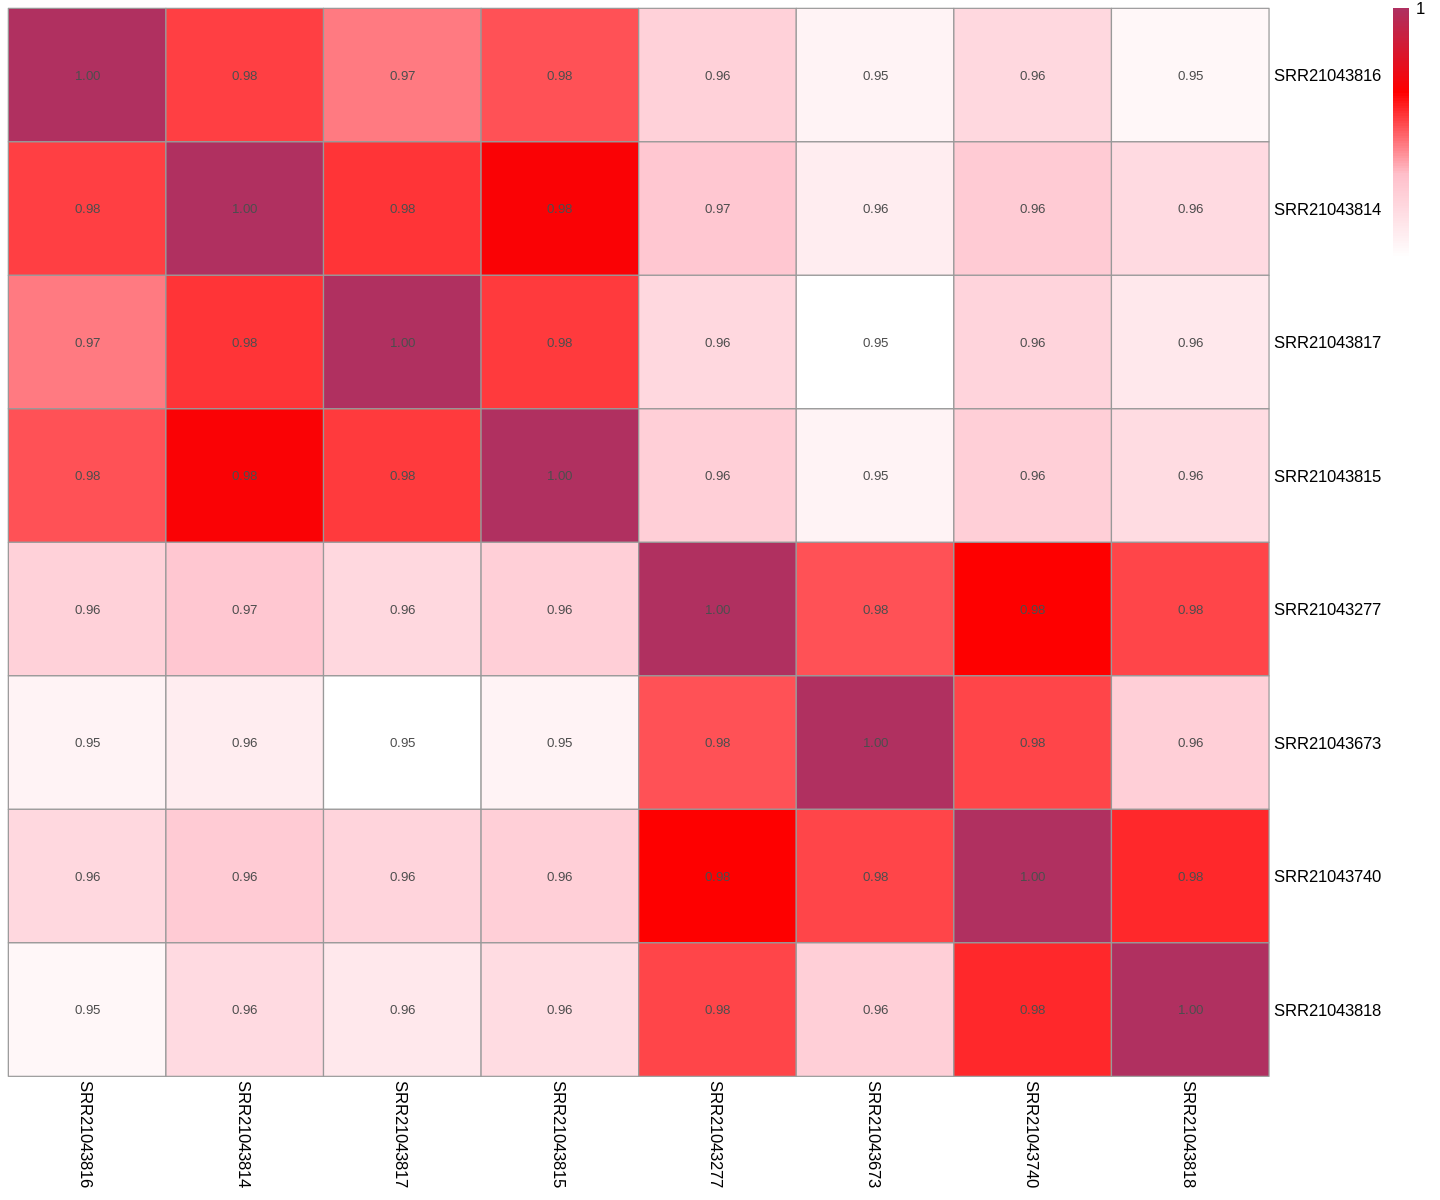 1
1.00 0.98 0.97 0.98 0.96 0.95 0.96 0.95 SRR21043816
0.98 1.00 0.98 0.98 0.97 0.96 0.96 0.96 SRR21043814
0.97 0.98 1.00 0.98 0.96 0.95 0.96 0.96 SRR21043817
0.98 0.98 1.00 0.96 0.95 0.96 0.96 SRR21043815
0.96 0.97 0.96 0.96 1.00 0.98 0.98 SRR21043277
0.95 0.96 0.95 0.95 0.98 1.00 0.98 0.96 SRR21043673
0.96 0.96 0.96 0.96 0.98 0.98 1.00 0.98 SRR21043740
0.95 0.96 0.96 0.96 0.98 0.96 0.98 1.00 SRR21043818
SRR21043816
SRR21043814
SRR21043817
SRR21043815
SRR21043277
SRR21043673
SRR21043740
SRR21043818